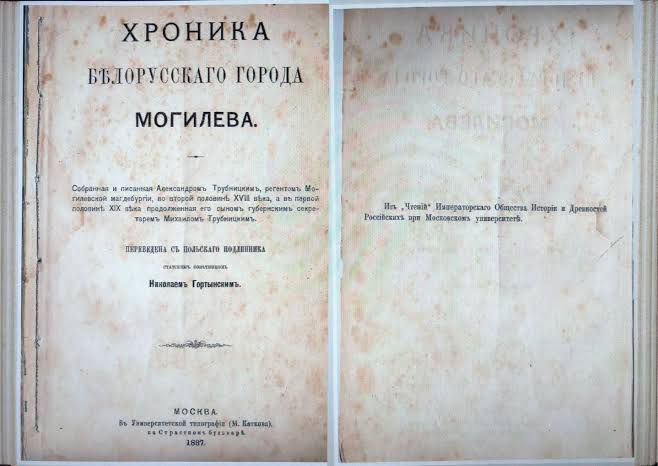 ХРОНИКА
БѢЛОРУССКАГО ГОРОДА
МОГИЛЕВА.
Собранная и писанная Александромъ Трубницкимъ, регентомъ Мо-
гилевской магдебургіи, во второй половинѣ XVIII вѣка, а въ первой
половинѣ XIX вѣка продолженная его сыномъ губернскимъ секре-
таремъ Михаиломъ Трубницкимъ.
ПЕРЕВЕДЕНА СЪ ПОЛЬСКАГО ПОДЛИННИКА
СТАТСКИМЪ СОВѢТНИКОМЪ
Николаемъ Гортынскимъ.
МОСКВА.
Въ Университетской типографіи (М. Каткова),
на Страстномъ бульварѣ.
1887.
Изъ „Чтеній" Императорскаго Общества Исторіи и Древностей
Россійскихъ при Московскомъ университетѣ.